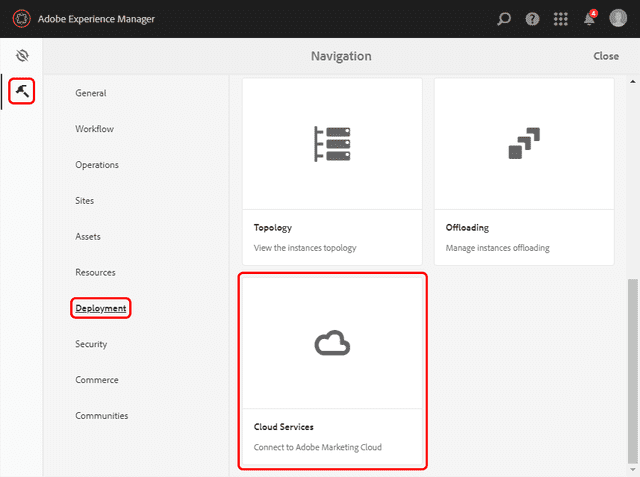 Adobe Experience Manager
4
Navigation
Close
General
Workflow
Operations
Sites
Assets
Resources
Deployment
Security
Commerce
Communities
Topology
View the instances topology
Offloading
Manage instances offloading
Cloud Services
Connect to Adobe Marketing Cloud